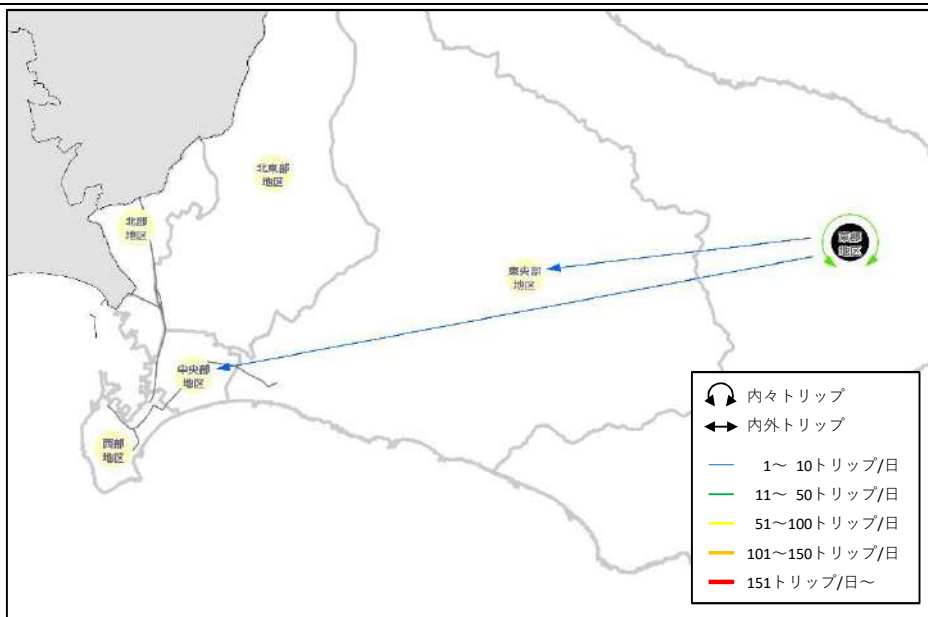 北東部
地区
北部
地区
東部
地区
東央部
地区
中央部
地区
西部
地区
内々トリップ
内外トリップ
1～ 10トリップ/日
11～ 50トリップ/日
51～100トリップ/日
101～150トリップ/日
151トリップ/日～